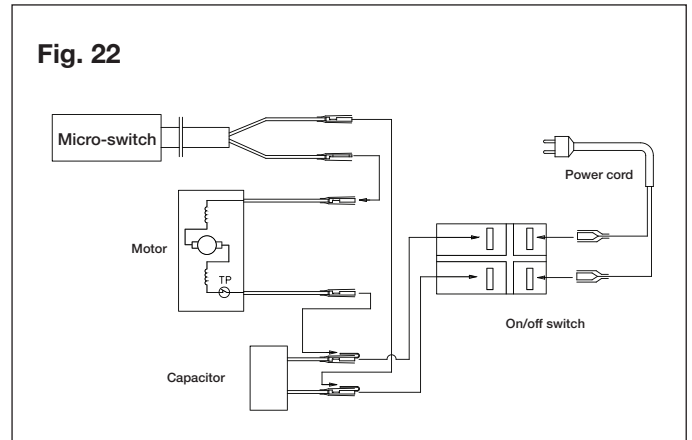 Fig. 22
Micro-switch
Power cord
Motor
TP
On/off switch
Capacitor